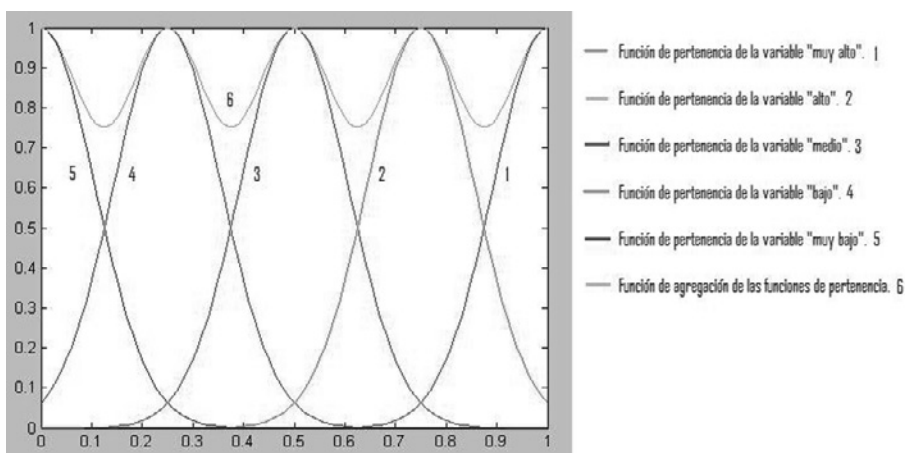 1
0.9
0.8
0.7
0.6
0.5
0.4
0.3
0.2
0.1
0
0 0.1 0.2 0.3 0.4 0.5 0.6 0.7 0.8 0.9 1
6
5 4 3 2 1
Función de pertenencia de la variable "muy alto". 1
Función de pertenencia de la variable "alto". 2
Función de pertenencia de la variable "medio". 3
Función de pertenencia de la variable "bajo". 4
Función de pertenencia de la variable "muy bajo". 5
Función de agregación de las funciones de pertenencia. 6